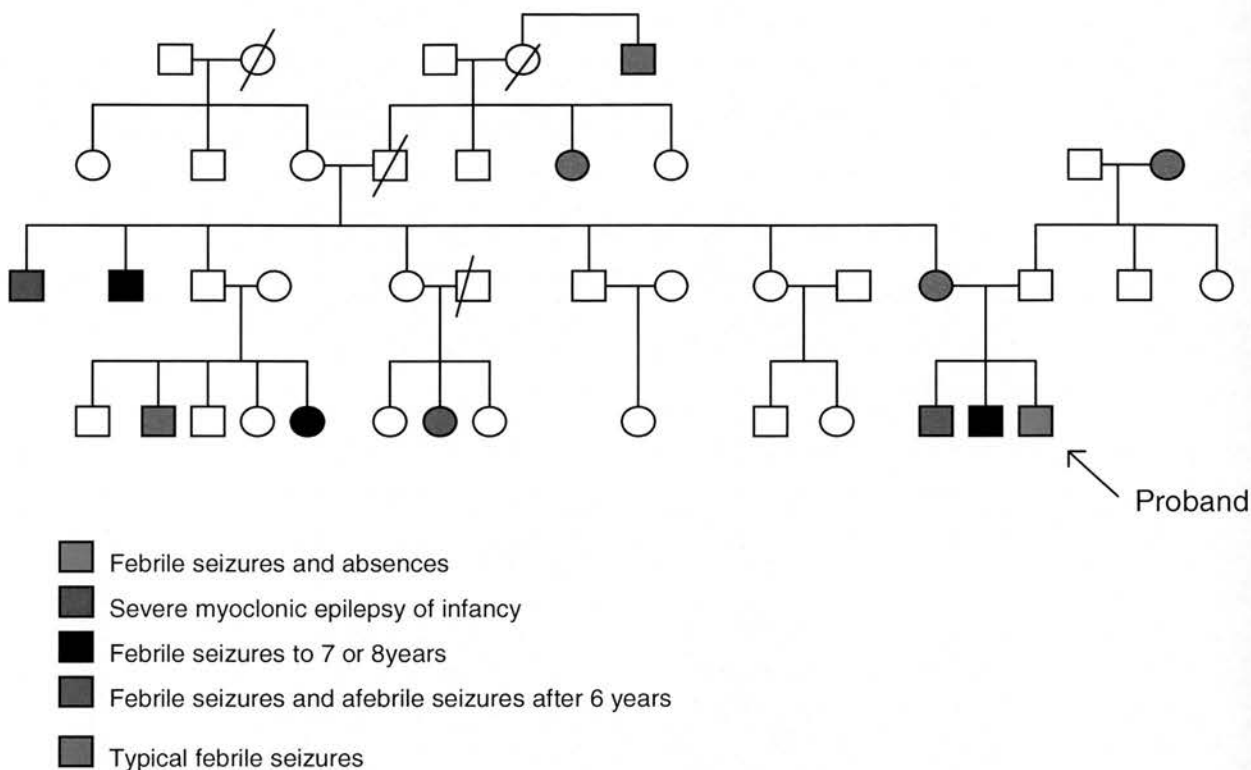 Proband
Febrile seizures and absences
Severe myoclonic epilepsy of infancy
Febrile seizures to 7 or 8years
Febrile seizures and afebrile seizures after 6 years
Typical febrile seizures